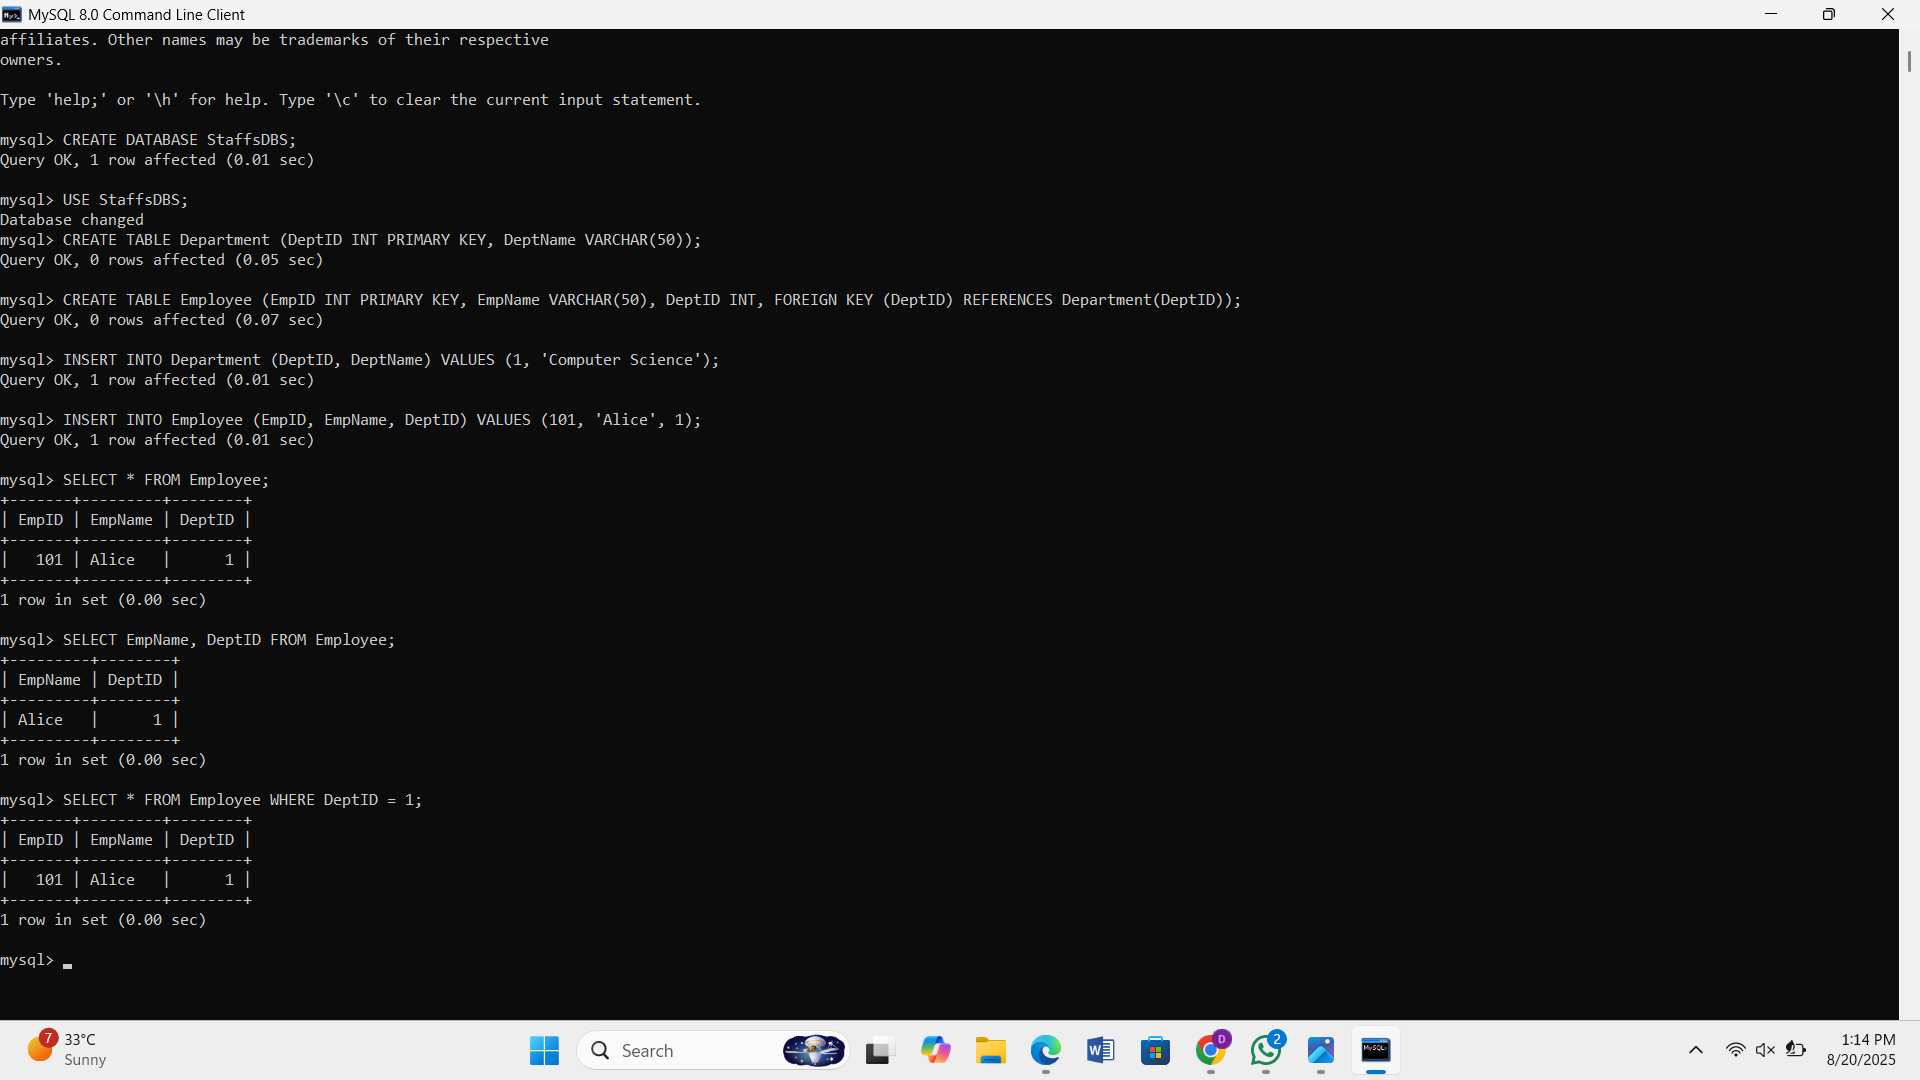 MySQL 8.0 Command Line Client
affiliates. Other names may be trademarks of their respective
owners.
Type 'help;' or '\h' for help. Type '\c' to clear the current input statement.
mysql> CREATE DATABASE StaffsDBS;
Query OK, 1 row affected (0.01 sec)
mysql> USE StaffsDBS;
Database changed
mysql> CREATE TABLE Department (DeptID INT PRIMARY KEY, DeptName VARCHAR(50));
Query OK, 0 rows affected (0.05 sec)
mysql> CREATE TABLE Employee (EmpID INT PRIMARY KEY, EmpName VARCHAR(50), DeptID INT, FOREIGN KEY (DeptID) REFERENCES Department(DeptID));
Query OK, 0 rows affected (0.07 sec)
mysql> INSERT INTO Department (DeptID, DeptName) VALUES (1, 'Computer Science');
Query OK, 1 row affected (0.01 sec)
mysql> INSERT INTO Employee (EmpID, EmpName, DeptID) VALUES (101, 'Alice', 1);
Query OK, 1 row affected (0.01 sec)
mysql> SELECT * FROM Employee;
+-------+---------+--------+
| EmpID | EmpName | DeptID |
+-------+---------+--------+
|   101 | Alice   |      1 |
+-------+---------+--------+
1 row in set (0.00 sec)
mysql> SELECT EmpName, DeptID FROM Employee;
+---------+--------+
| EmpName | DeptID |
+---------+--------+
| Alice   |      1 |
+---------+--------+
1 row in set (0.00 sec)
mysql> SELECT * FROM Employee WHERE DeptID = 1;
+-------+---------+--------+
| EmpID | EmpName | DeptID |
+-------+---------+--------+
|   101 | Alice   |      1 |
+-------+---------+--------+
1 row in set (0.00 sec)
mysql> _
7
33°C
Sunny
Search
W
D
2
MySQL
1:14 PM
8/20/2025